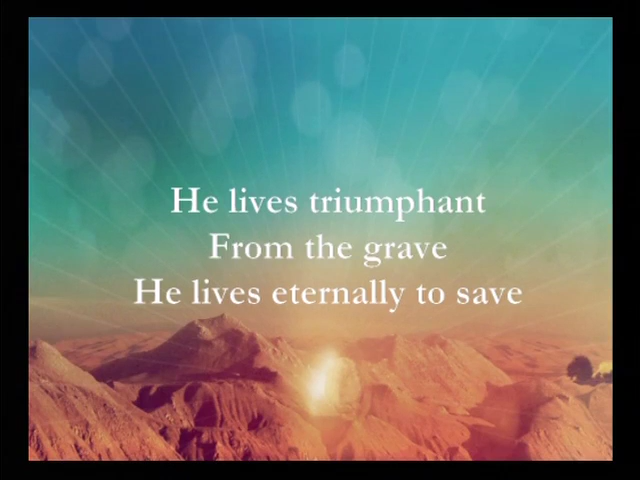 He lives triumphant
From the grave
He lives eternally to save